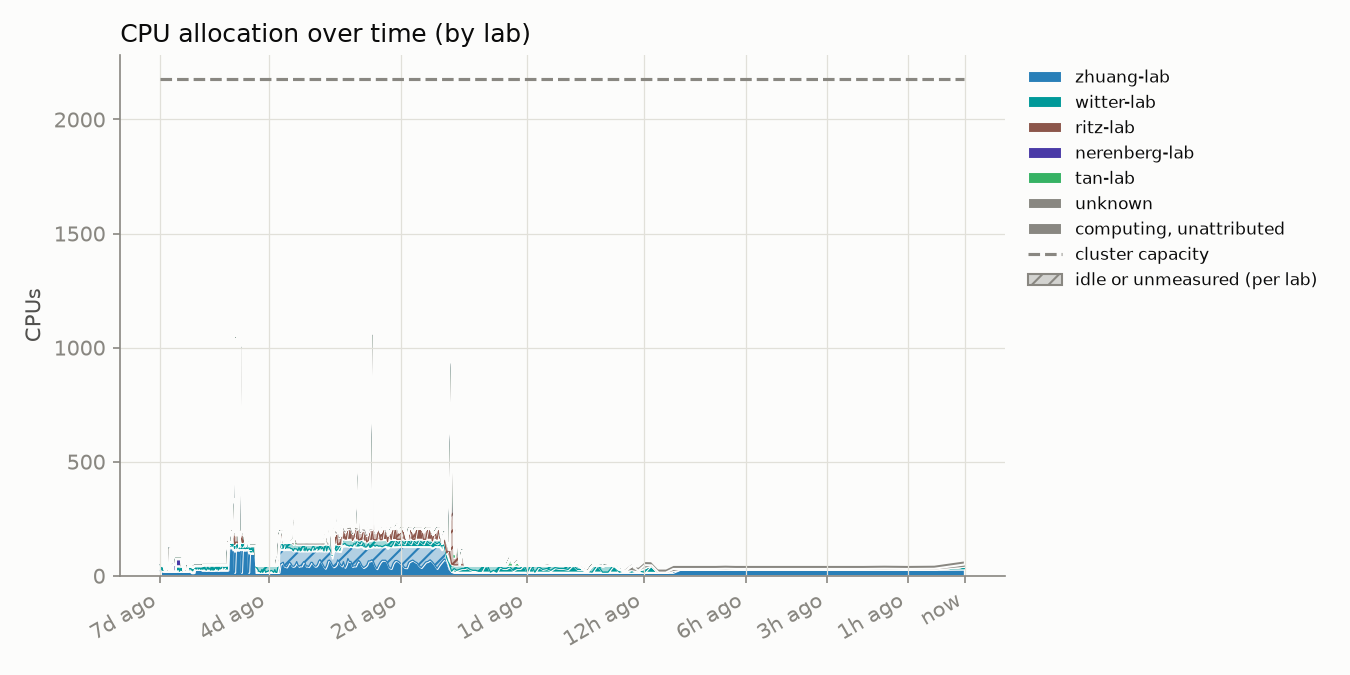 CPU allocation over time (by lab)
CPUs
2000
1500
1000
500
0
7d ago
4d ago
2d ago
1d ago
12h ago
6h ago
3h ago
1h ago
now
zhuang-lab
witter-lab
ritz-lab
nerenberg-lab
tan-lab
unknown
computing, unattributed
cluster capacity
idle or unmeasured (per lab)